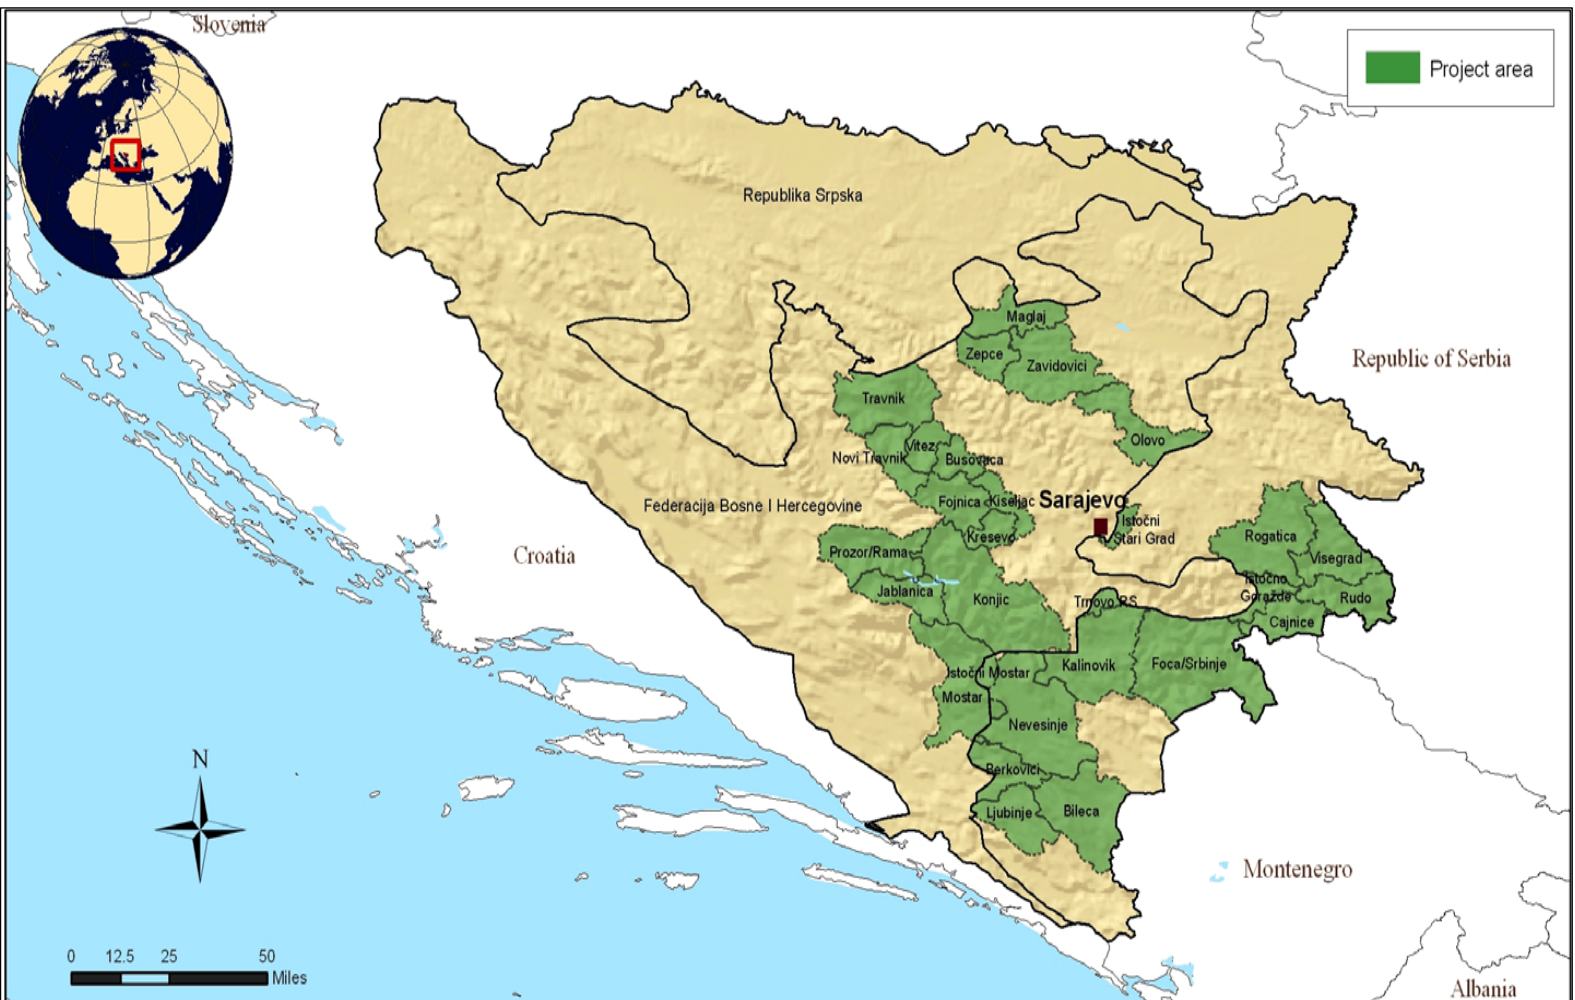 Slovenia
Project area
Republika Srpska
Maglaj
Zepce
Zavidovici
Republic of Serbia
Travnik
Olovo
Vitez
Novi Travnik
Busovaca
Federacija Bosne I Hercegovine
Fojnica
Kiseljac
Sarajevo
Istočni
Stari Grad
Kresevo
Rogatica
Visegrad
Croatia
Prozor/Rama
Jablanica
Konjic
Istočno
Goražde
Rudo
Trnovo RS
Cajnice
Kalinovik
Foca/Srbinje
Istočni Mostar
Mostar
Nevesinje
N
Berkovici
Ljubinje
Bileca
Montenegro
0 12.5 25 50
Miles
Albania